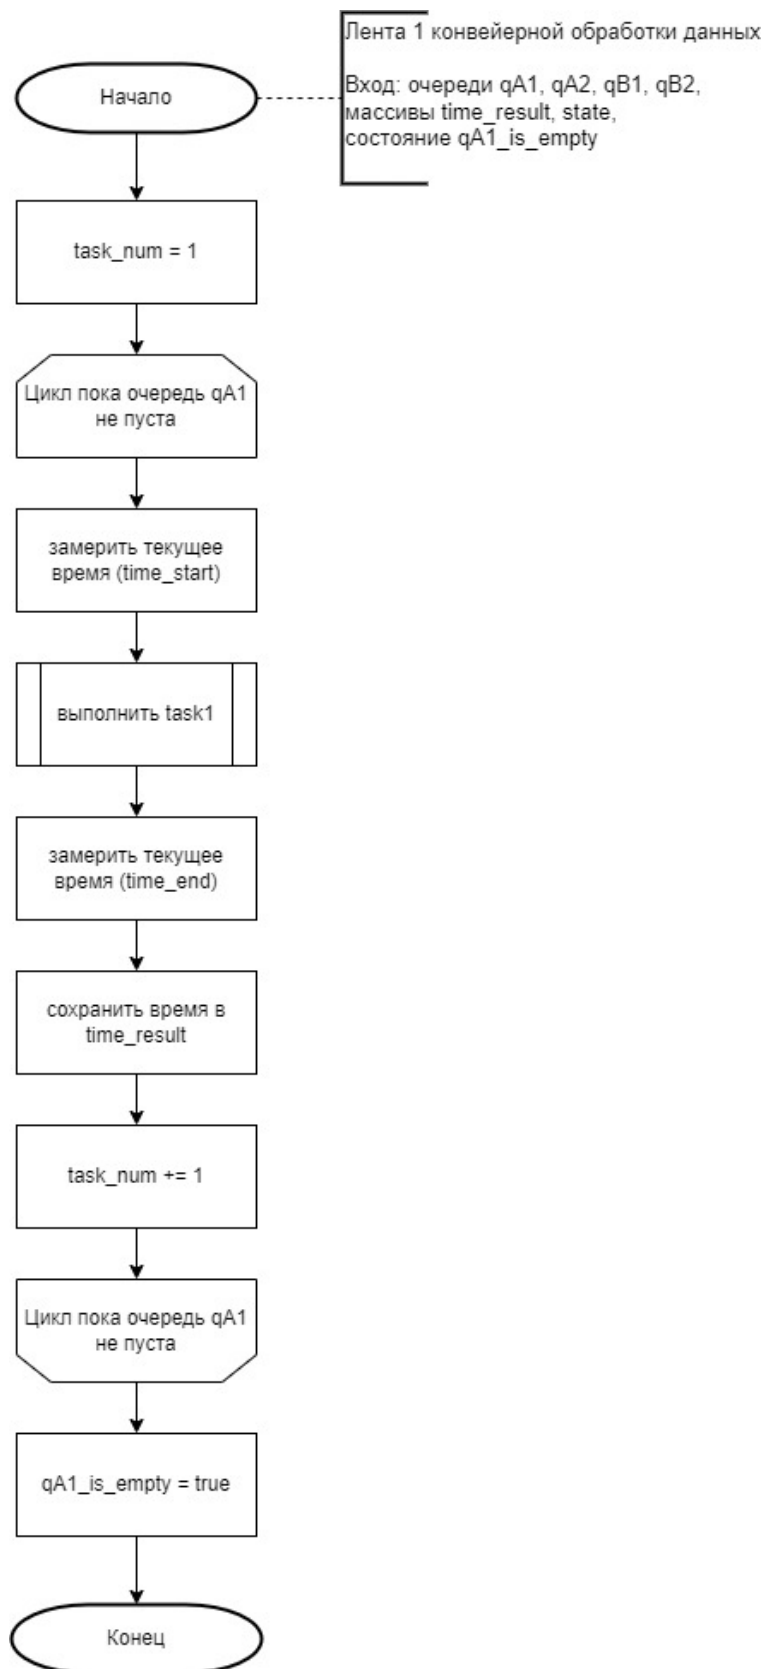 Лента 1 конвейерной обработки данных
Вход: очереди qA1, qA2, qB1, qB2,
массивы time_result, state,
состояние qA1_is_empty
Начало
task_num = 1
Цикл пока очередь qA1
не пуста
замерить текущее
время (time_start)
выполнить task1
замерить текущее
время (time_end)
сохранить время в
time_result
task_num += 1
Цикл пока очередь qA1
не пуста
qA1_is_empty = true
Конец